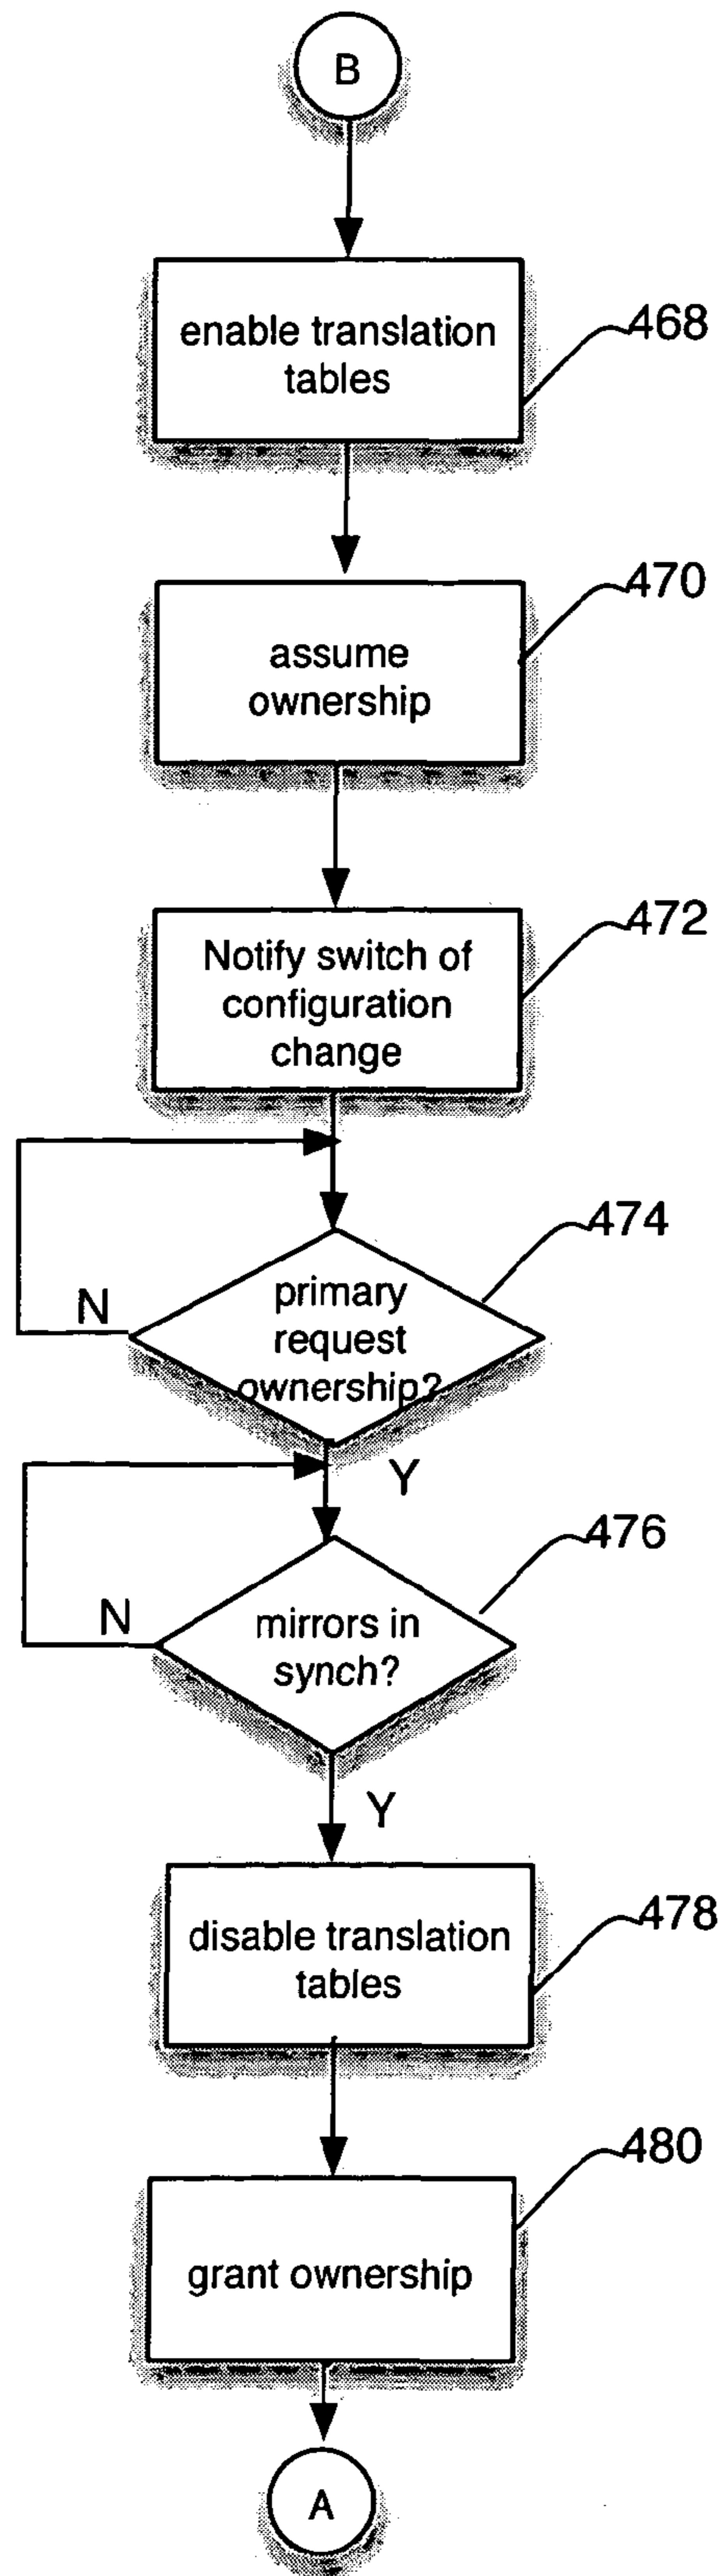 B
enable translation
tables
468
assume
ownership
470
Notify switch of
configuration
change
472
primary
request
ownership?
474
N
Y
mirrors in
synch?
476
N
Y
disable translation
tables
478
grant ownership
480
A